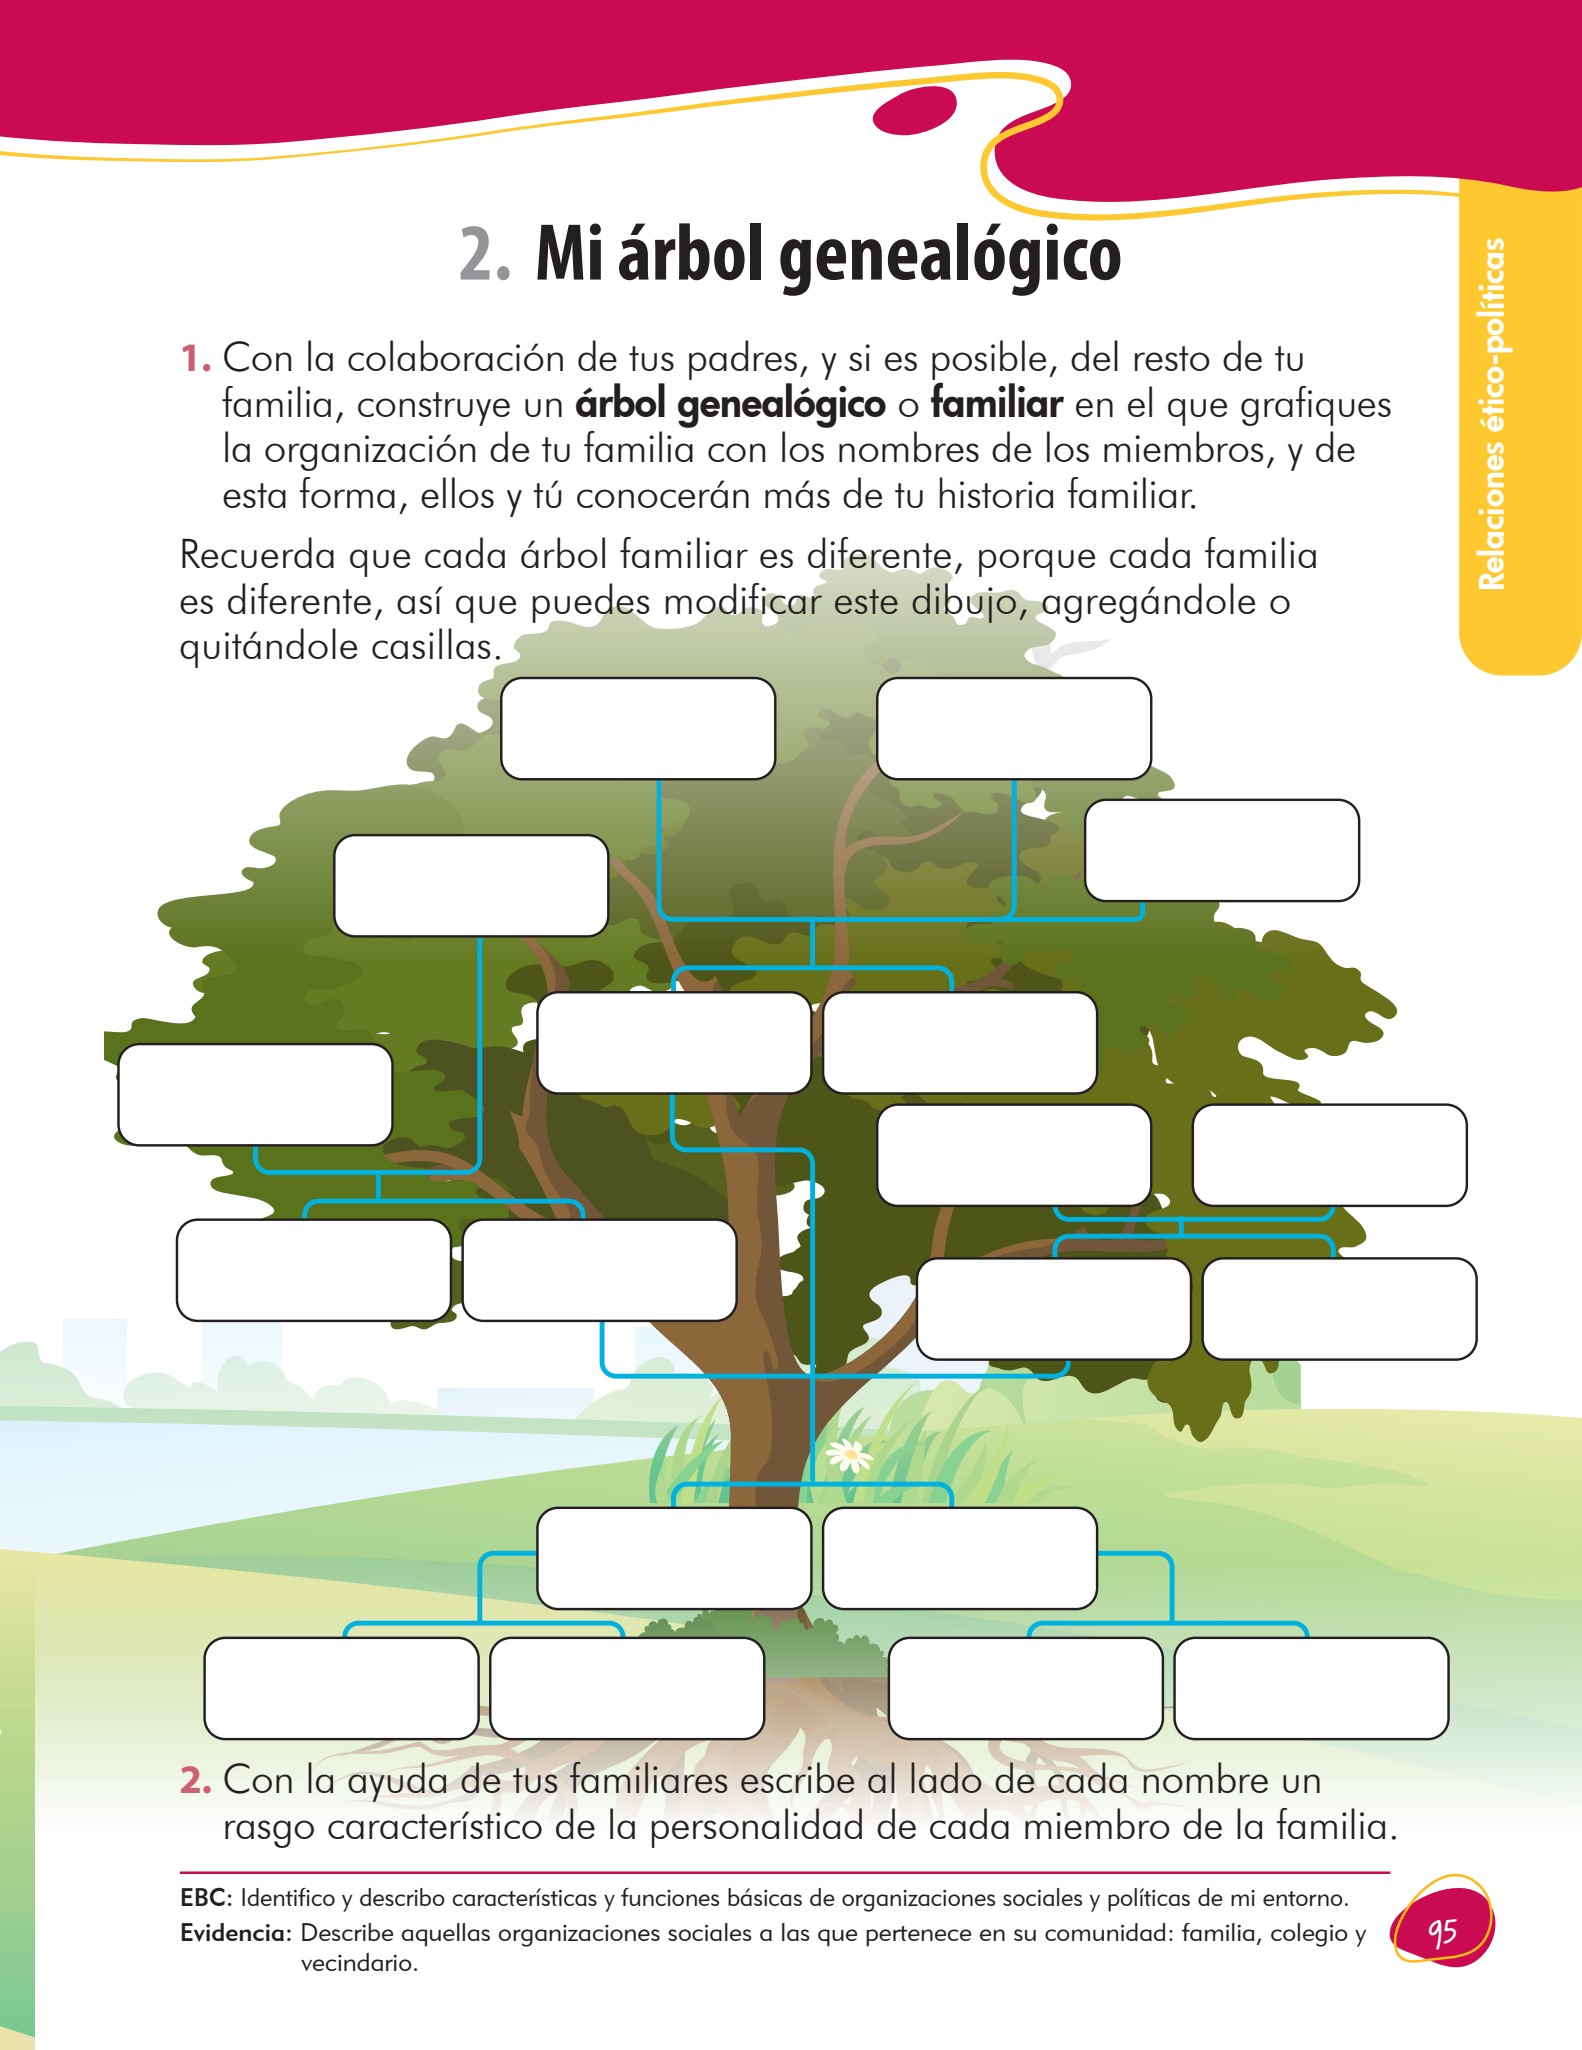 2. Mi árbol genealógico
Relaciones ético-políticas
1. Con la colaboración de tus padres, y si es posible, del resto de tu
familia, construye un árbol genealógico o familiar en el que grafiques
la organización de tu familia con los nombres de los miembros, y de
esta forma, ellos y tú conocerán más de tu historia familiar.
Recuerda que cada árbol familiar es diferente, porque cada familia
es diferente, así que puedes modificar este dibujo, agregándole o
quitándole casillas.
2. Con la ayuda de tus familiares escribe al lado de cada nombre un
rasgo característico de la personalidad de cada miembro de la familia.
EBC: Identifico y describo características y funciones básicas de organizaciones sociales y políticas de mi entorno.
Evidencia: Describe aquellas organizaciones sociales a las que pertenece en su comunidad: familia, colegio y
vecindario.
95